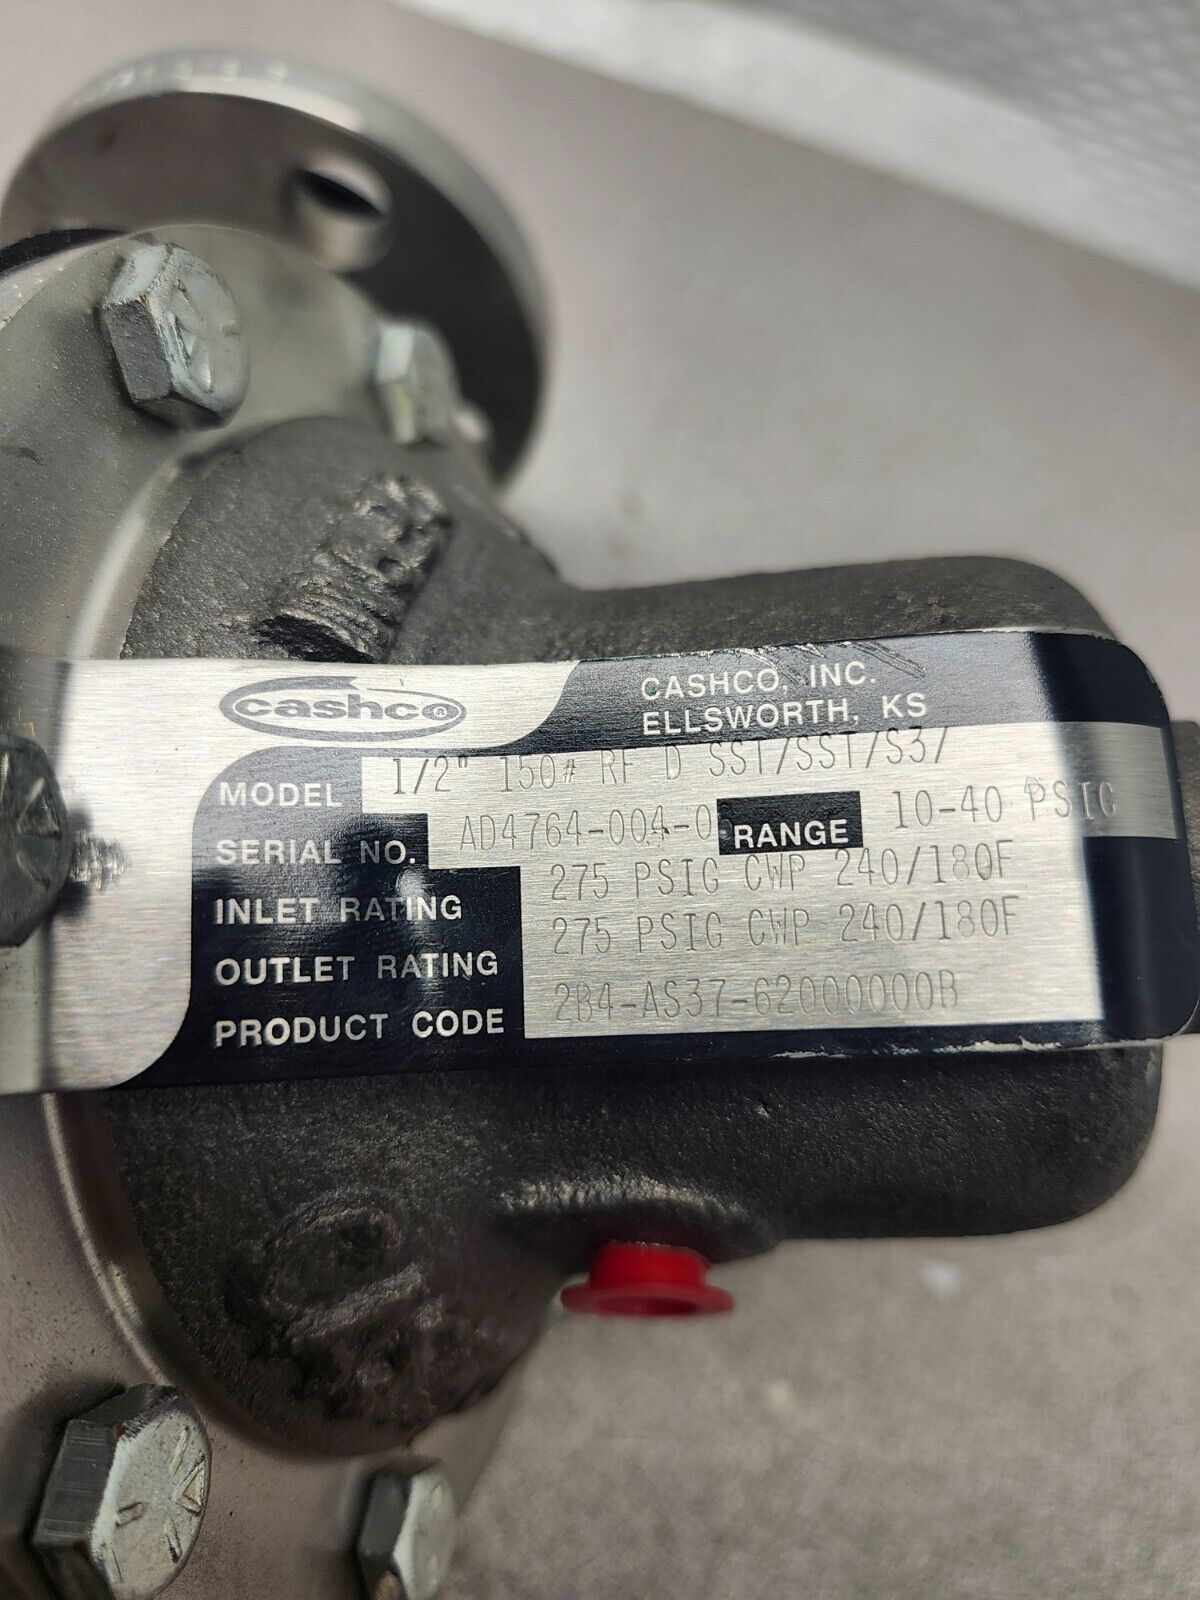 cashco®
CASHCO, INC.
ELLSWORTH, KS
MODEL 1/2" 150# RF D SST/SST/S37
SERIAL NO. AD4764-004-0 RANGE 10-40 PSIG
INLET RATING 275 PSIG CWP 240/180F
OUTLET RATING 275 PSIG CWP 240/180F
PRODUCT CODE 2B4-AS37-62000000B